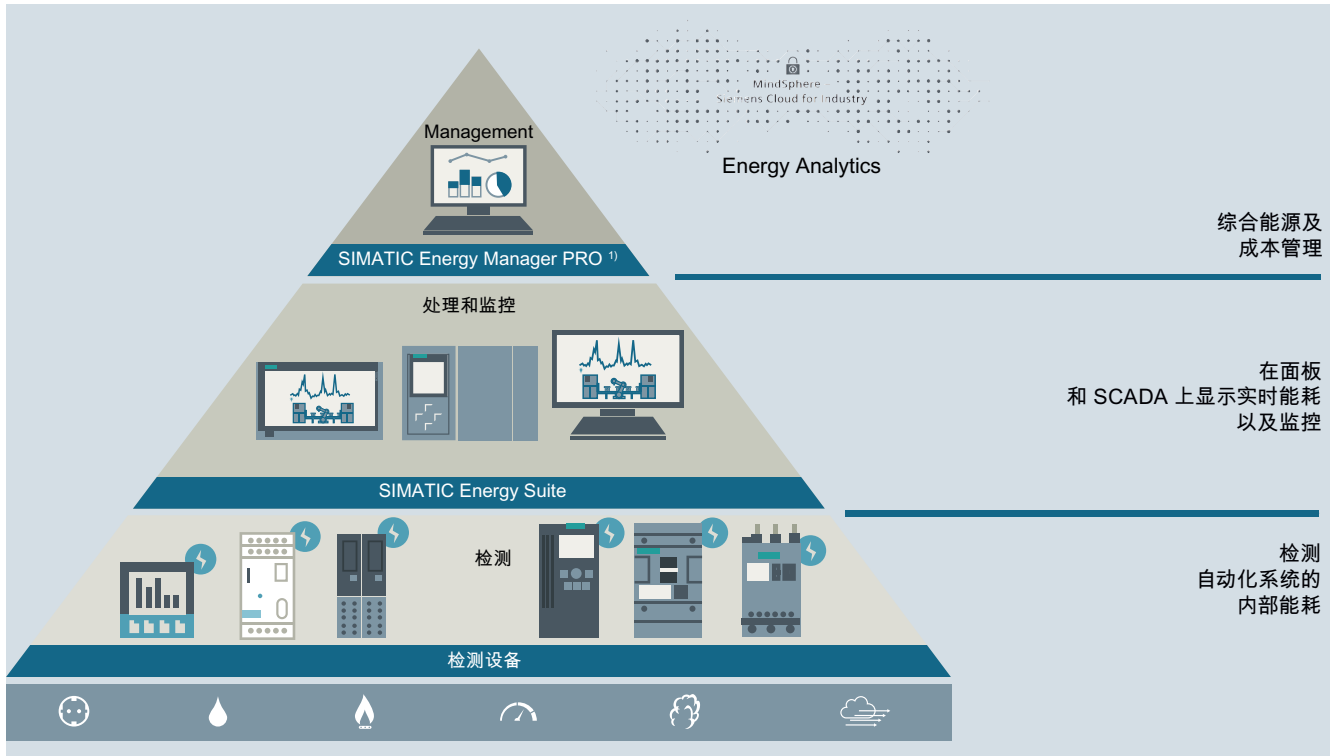 MindSphere
Siemens Cloud for Industry
Energy Analytics
Management
SIMATIC Energy Manager PRO 1)
综合能源及
成本管理
处理和监控
在面板
和 SCADA 上显示实时能耗
以及监控
SIMATIC Energy Suite
检测
检测
自动化系统的
内部能耗
检测设备